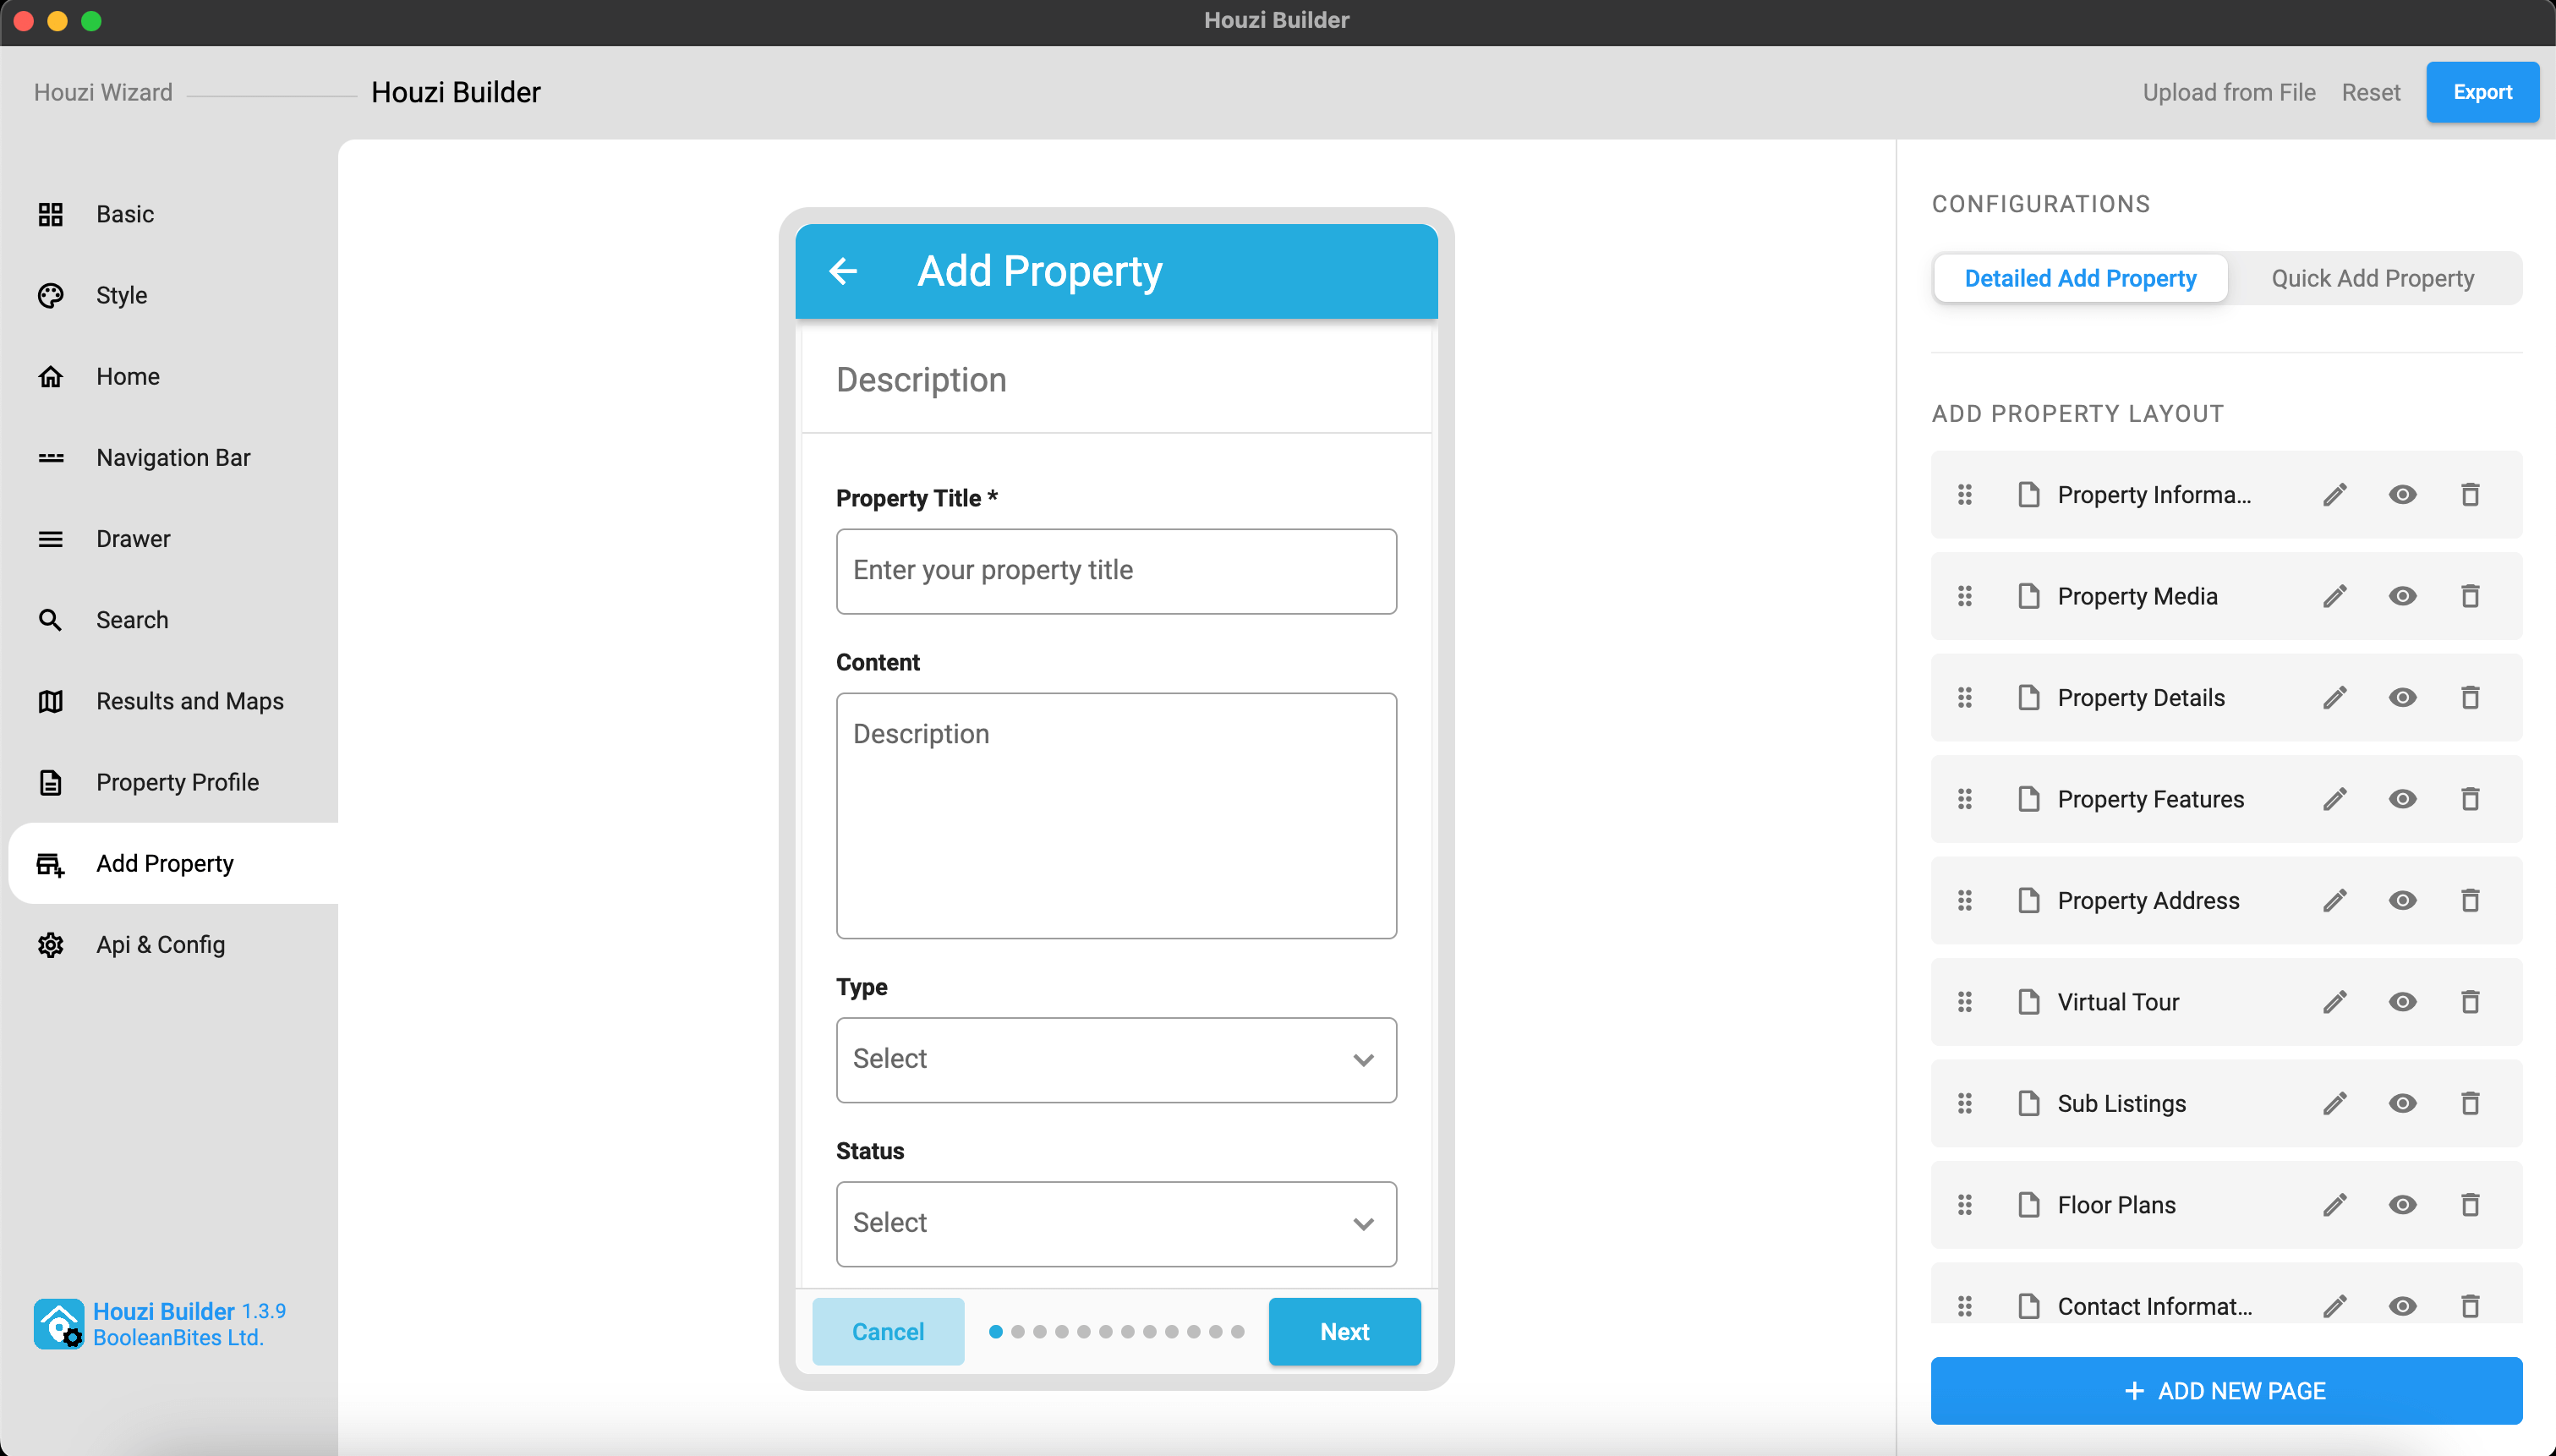 Houzi Builder
Houzi Wizard
Houzi Builder
Upload from File
Reset
Export
Basic
Style
Home
Navigation Bar
Drawer
Search
Results and Maps
Property Profile
Add Property
Api & Config
Houzi Builder 1.3.9
BooleanBites Ltd.
Add Property
Description
Property Title *
Enter your property title
Content
Description
Type
Select
Status
Select
Cancel
Next
CONFIGURATIONS
Detailed Add Property
Quick Add Property
ADD PROPERTY LAYOUT
Property Informa...
Property Media
Property Details
Property Features
Property Address
Virtual Tour
Sub Listings
Floor Plans
Contact Informat...
+ ADD NEW PAGE